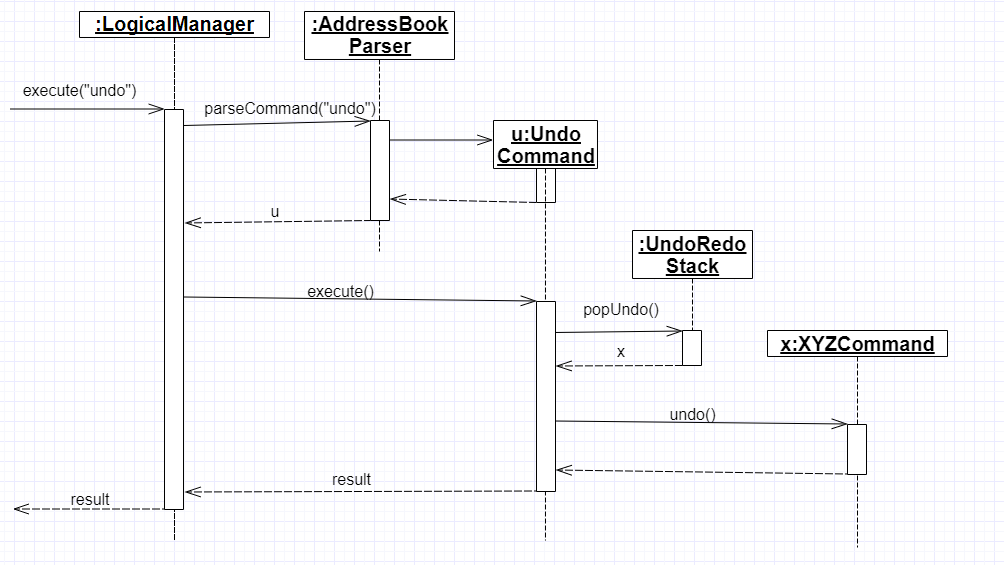 :LogicalManager
:AddressBook
Parser
execute("undo")
parseCommand("undo")
u:Undo
Command
u
:UndoRedo
Stack
execute()
popUndo()
x
x:XYZCommand
undo()
result
result